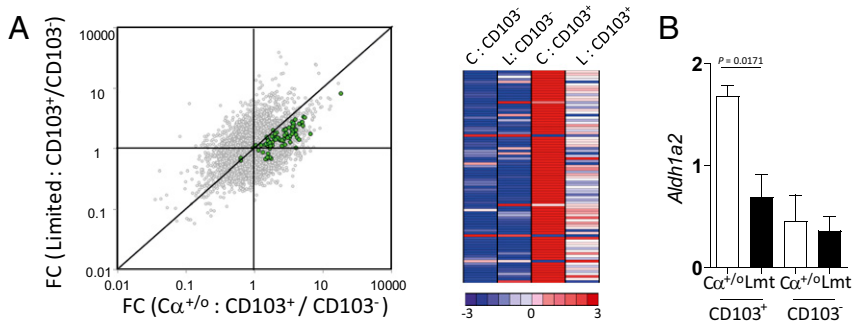 A
FC (Limited : CD103⁺/CD103⁻)
10000
10
1
0.1
0.01
0.01
0.1
1
10
10000
FC (Cα⁺/ᵒ : CD103⁺ / CD103⁻)
C : CD103⁻
L: CD103⁻
C : CD103⁺
L : CD103⁺
-3
0
3
B
P = 0.0171
Aldh1a2
2
1
0
Cα⁺/ᵒ Lmt Cα⁺/ᵒ Lmt
CD103⁺ CD103⁻